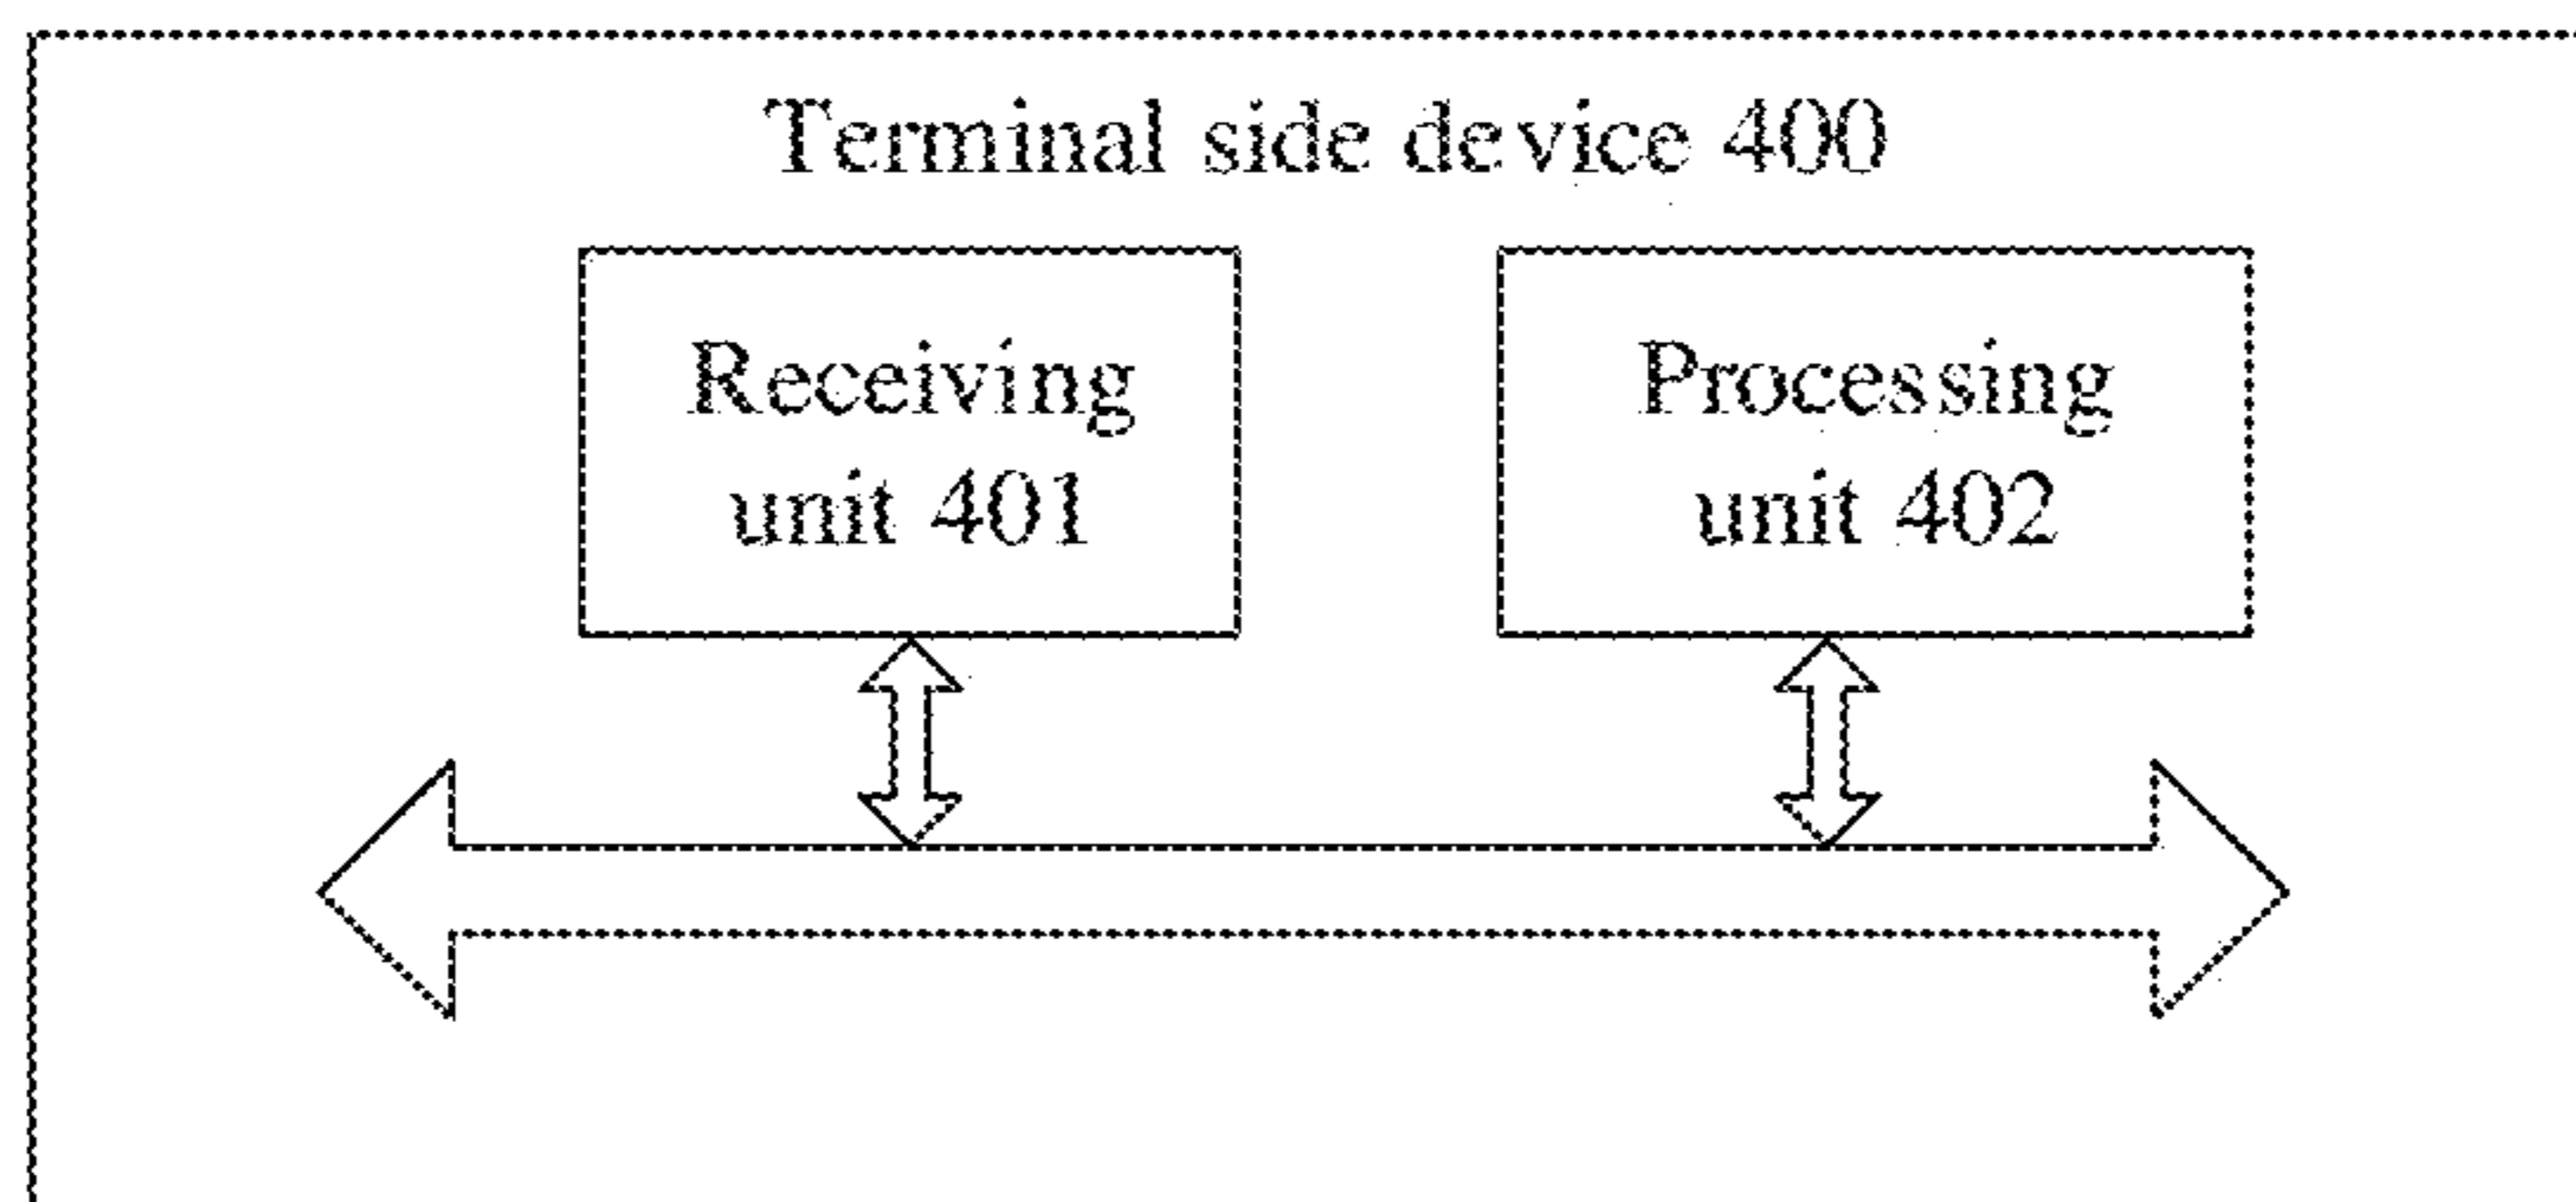 Terminal side device 400
Receiving
unit 401
Processing
unit 402